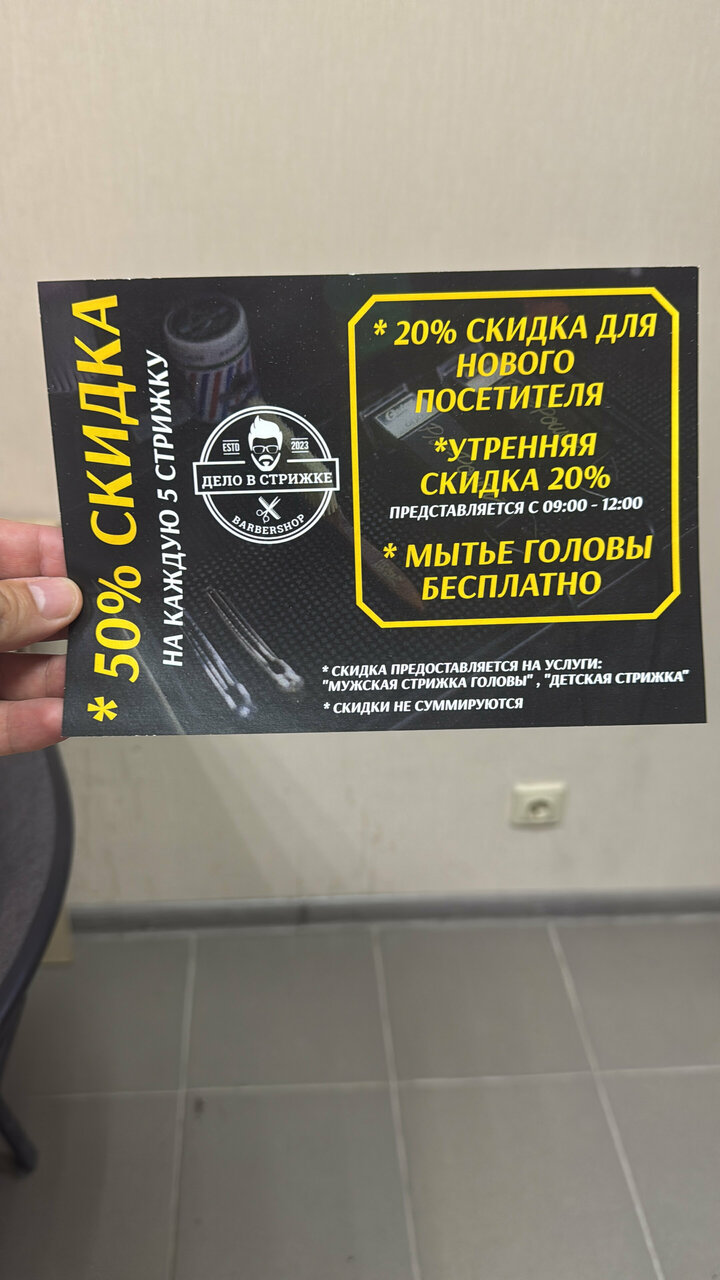 * 50% СКИДКА
НА КАЖДУЮ 5 СТРИЖКУ
ESTD 2023
ДЕЛО В СТРИЖКЕ
BARBERSHOP
* 20% СКИДКА ДЛЯ
НОВОГО
ПОСЕТИТЕЛЯ
*УТРЕННЯЯ
СКИДКА 20%
ПРЕДСТАВЛЯЕТСЯ С 09:00 - 12:00
* МЫТЬЕ ГОЛОВЫ
БЕСПЛАТНО
* СКИДКА ПРЕДОСТАВЛЯЕТСЯ НА УСЛУГИ:
"МУЖСКАЯ СТРИЖКА ГОЛОВЫ" , "ДЕТСКАЯ СТРИЖКА"
* СКИДКИ НЕ СУММИРУЮТСЯ